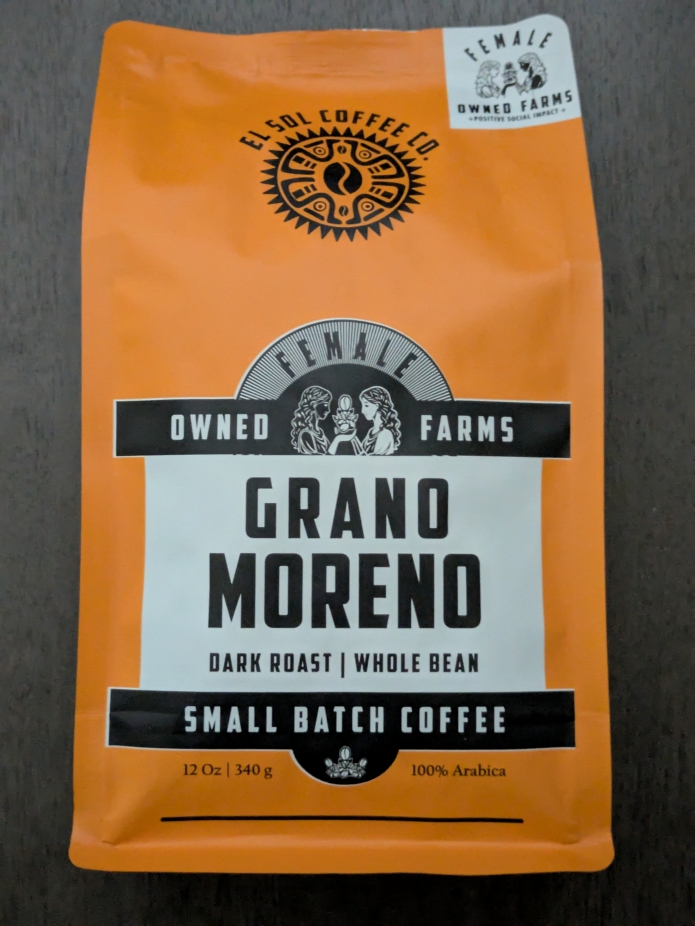 FEMALE
OWNED FARMS
• POSITIVE SOCIAL IMPACT •
EL SOL COFFEE CO.
FEMALE
OWNED FARMS
GRANO
MORENO
DARK ROAST | WHOLE BEAN
SMALL BATCH COFFEE
12 Oz | 340 g 100% Arabica